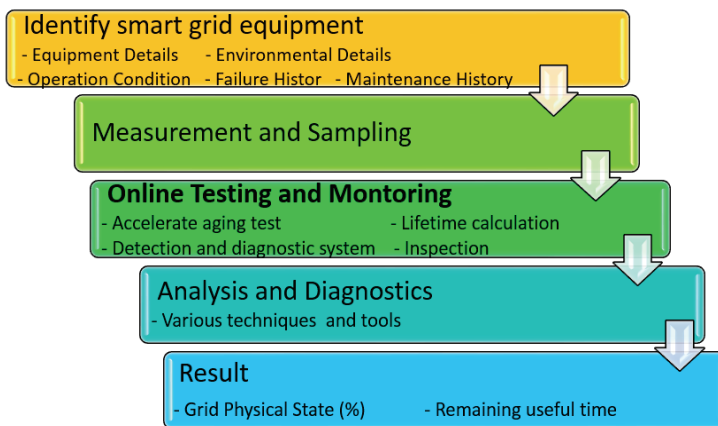 Identify smart grid equipment
- Equipment Details - Environmental Details
- Operation Condition - Failure Histor - Maintenance History
Measurement and Sampling
Online Testing and Montoring
- Accelerate aging test - Lifetime calculation
- Detection and diagnostic system - Inspection
Analysis and Diagnostics
- Various techniques and tools
Result
- Grid Physical State (%) - Remaining useful time